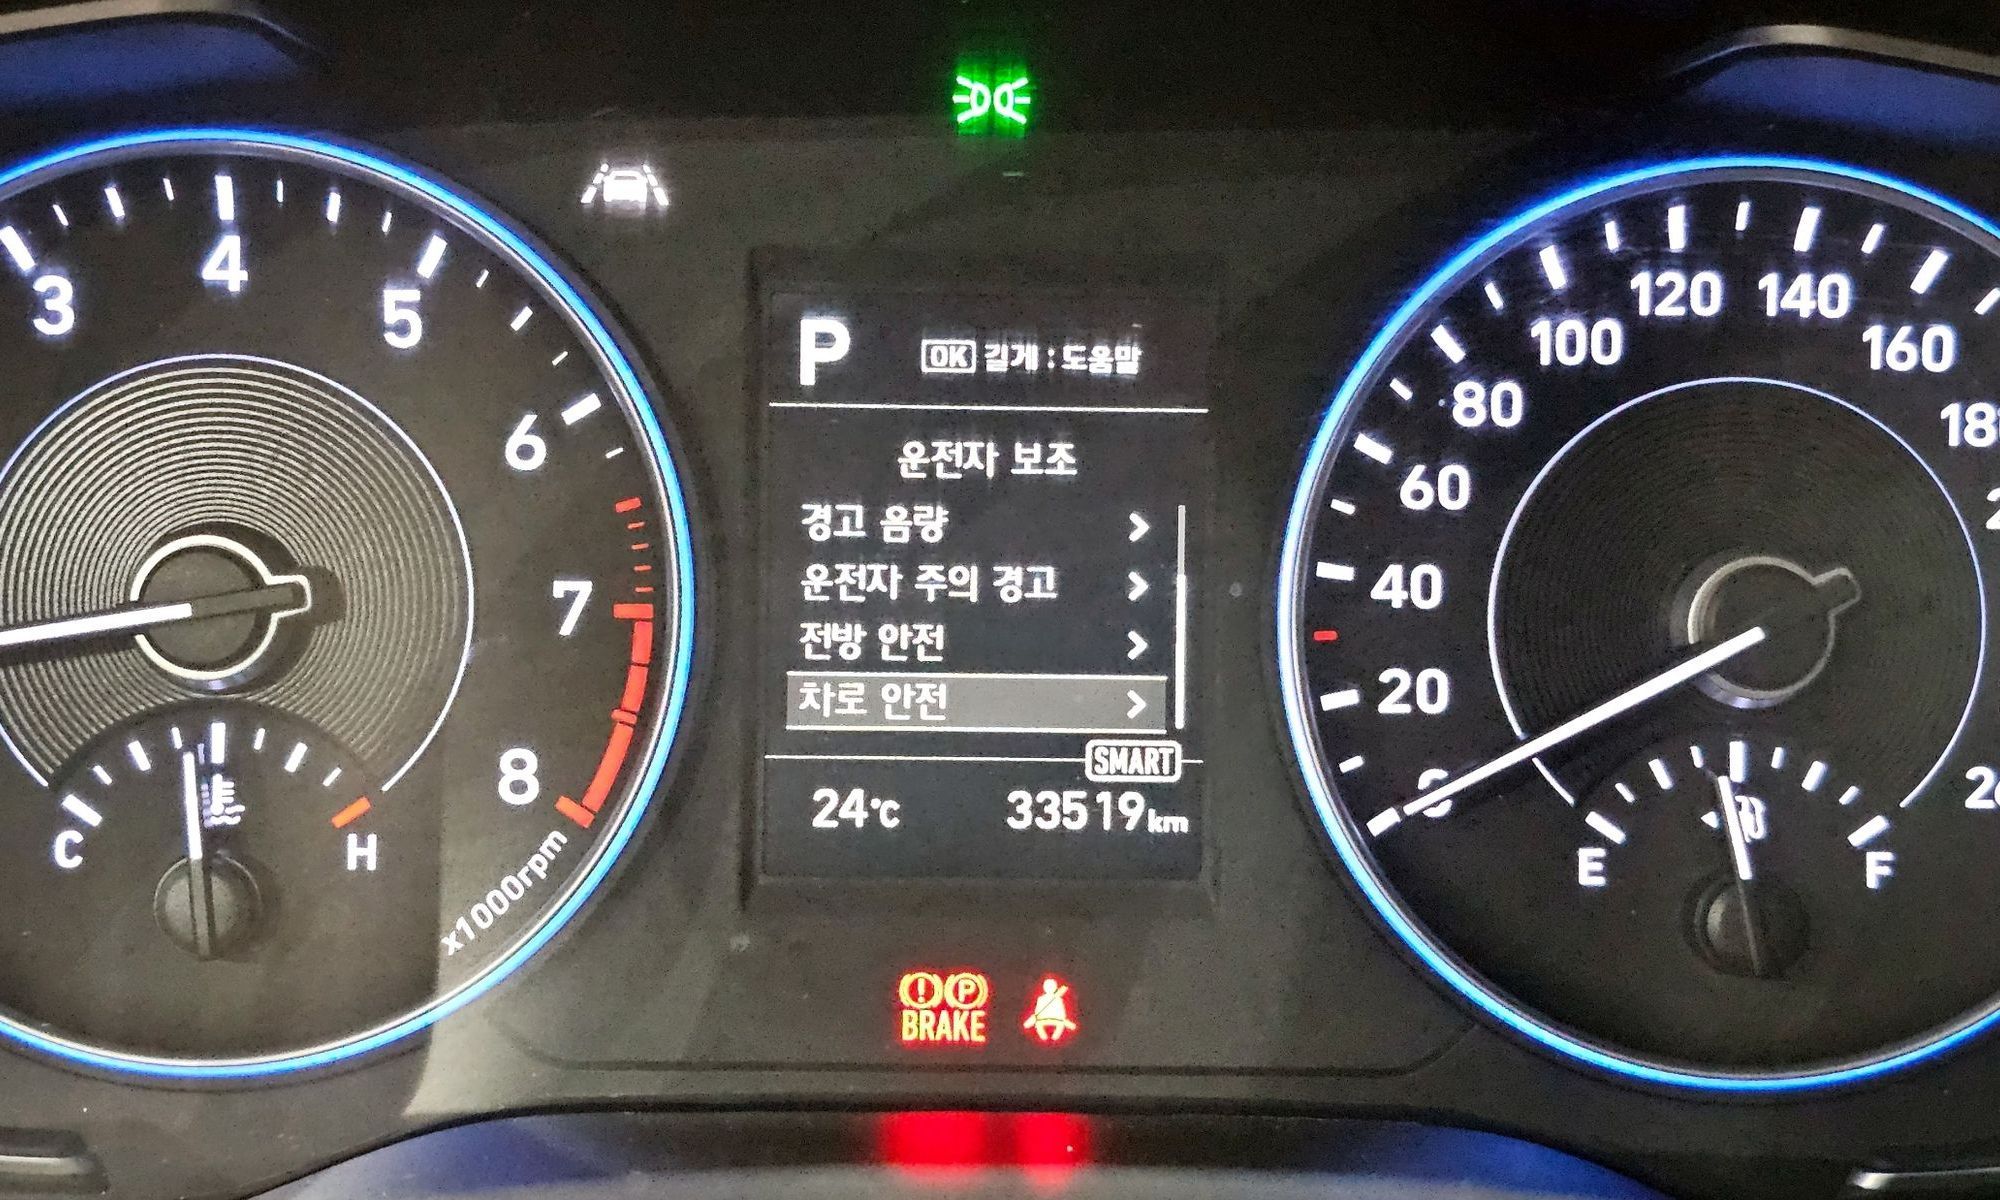 3
4
5
6
7
8
x1000rpm
C
H
P
OK 길게 : 도움말
운전자 보조
경고 음량
운전자 주의 경고
전방 안전
차로 안전
SMART
24°C
33519km
BRAKE
0
20
40
60
80
100
120
140
160
E
F